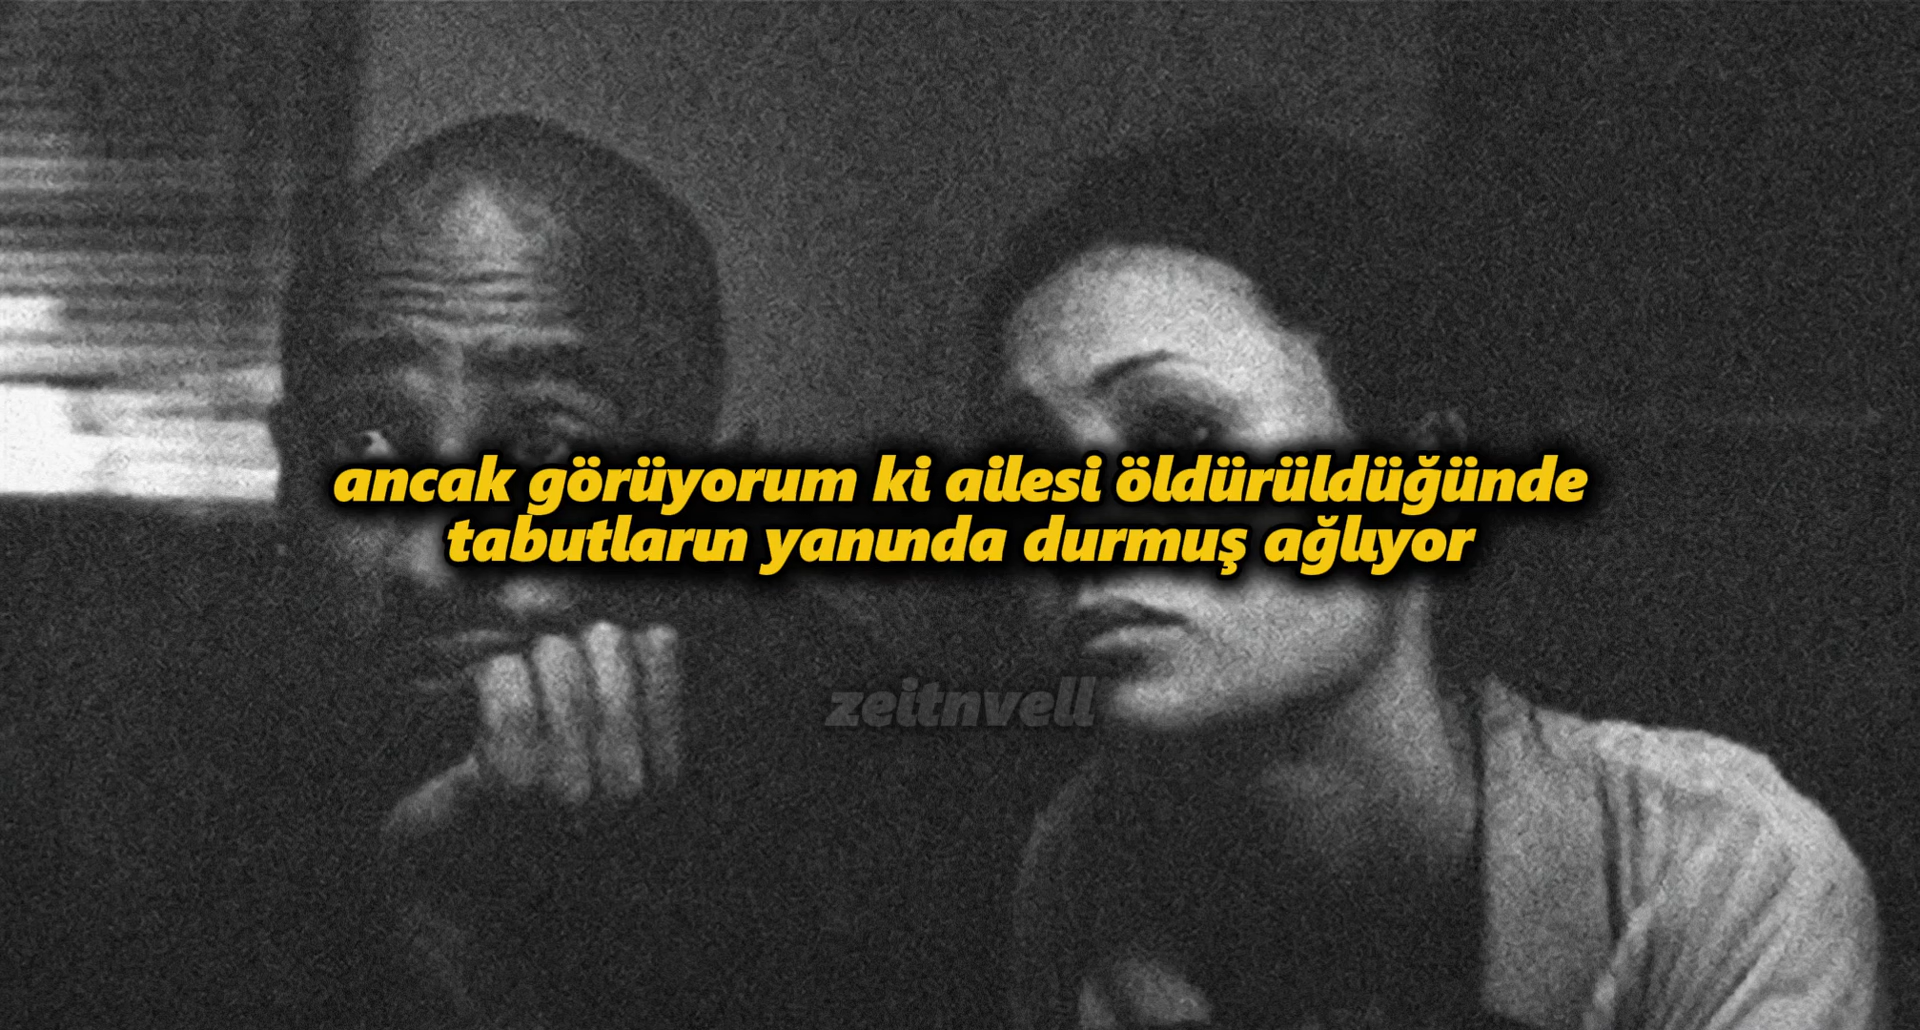 ancak görüyorum ki ailesi öldürüldüğünde
tabutların yanında durmuş ağlıyor
zeitnvell